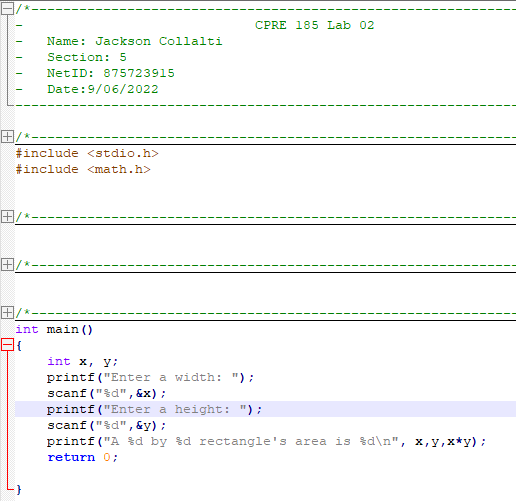 /*--------------------------------------------------------------
-                              CPRE 185 Lab 02
-   Name: Jackson Collalti
-   Section: 5
-   NetID: 875723915
-   Date:9/06/2022
----------------------------------------------------------------
/*--------------------------------------------------------------
#include <stdio.h>
#include <math.h>
/*--------------------------------------------------------------
/*--------------------------------------------------------------
/*--------------------------------------------------------------
int main()
{
    int x, y;
    printf("Enter a width: ");
    scanf("%d",&x);
    printf("Enter a height: ");
    scanf("%d",&y);
    printf("A %d by %d rectangle's area is %d\n", x,y,x*y);
    return 0;
}